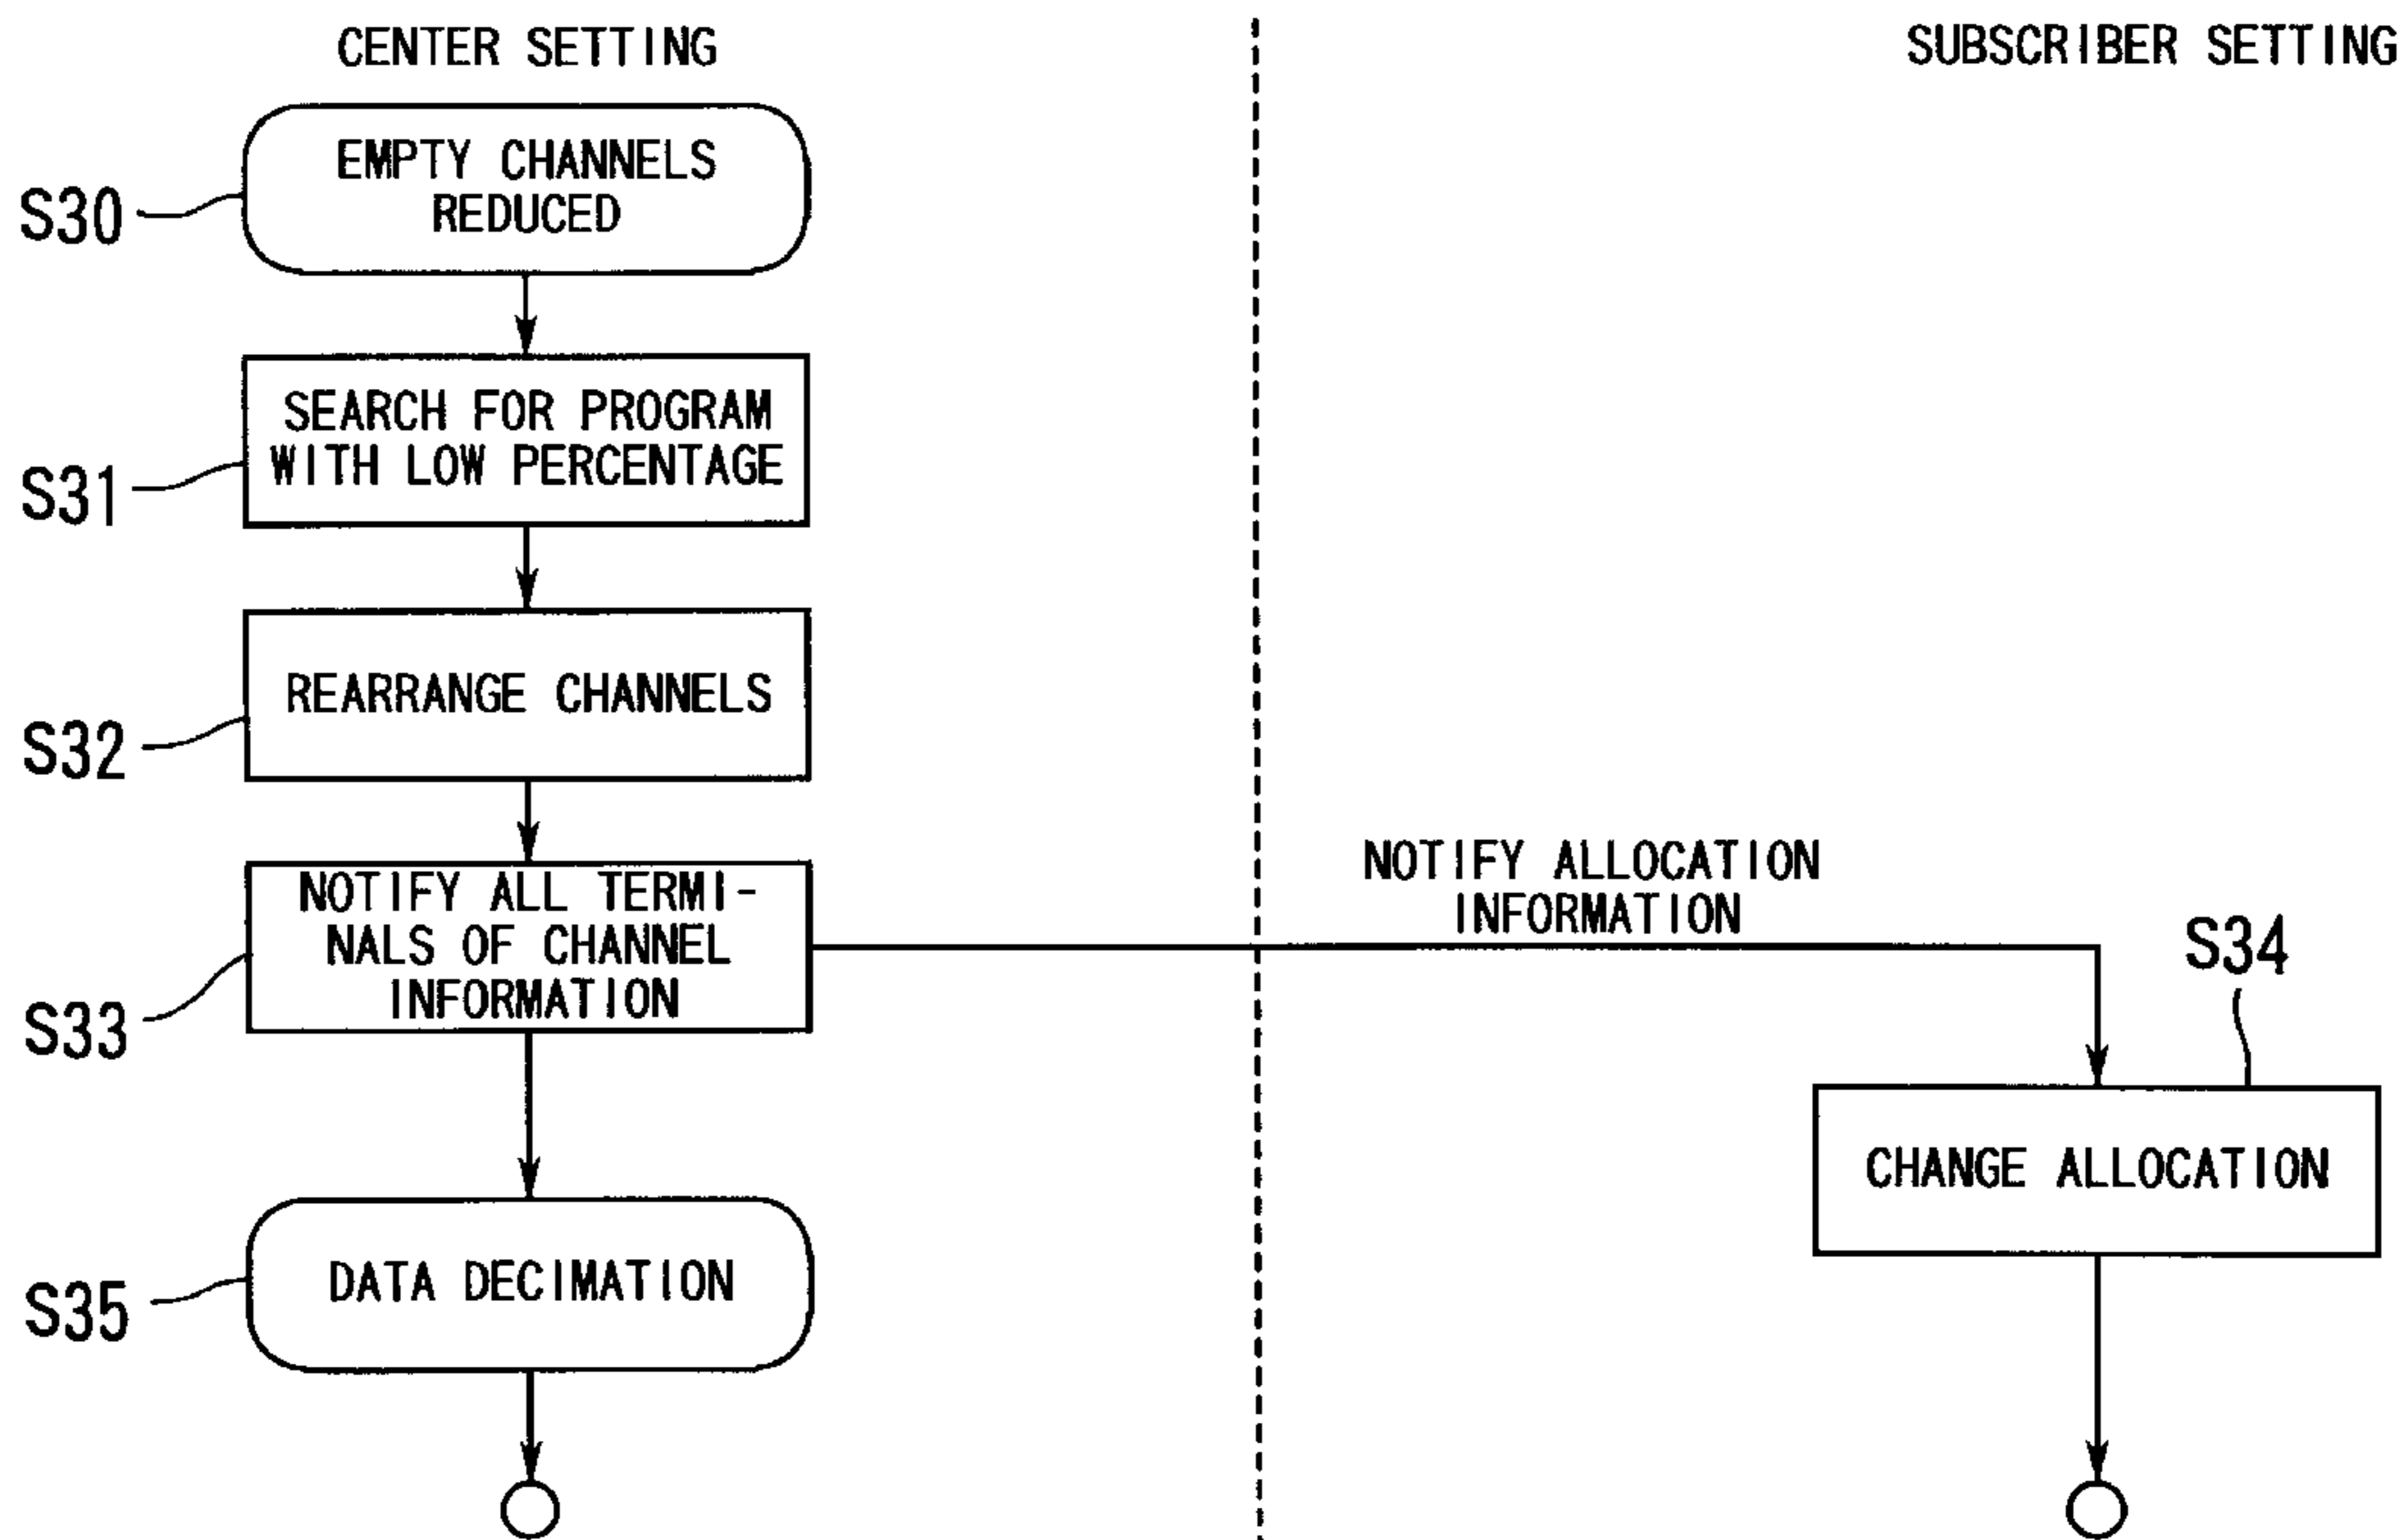 CENTER SETTING
SUBSCRIBER SETTING
S30
EMPTY CHANNELS
REDUCED
S31
SEARCH FOR PROGRAM
WITH LOW PERCENTAGE
S32
REARRANGE CHANNELS
S33
NOTIFY ALL TERMI-
NALS OF CHANNEL
INFORMATION
NOTIFY ALLOCATION
INFORMATION
S34
CHANGE ALLOCATION
S35
DATA DECIMATION